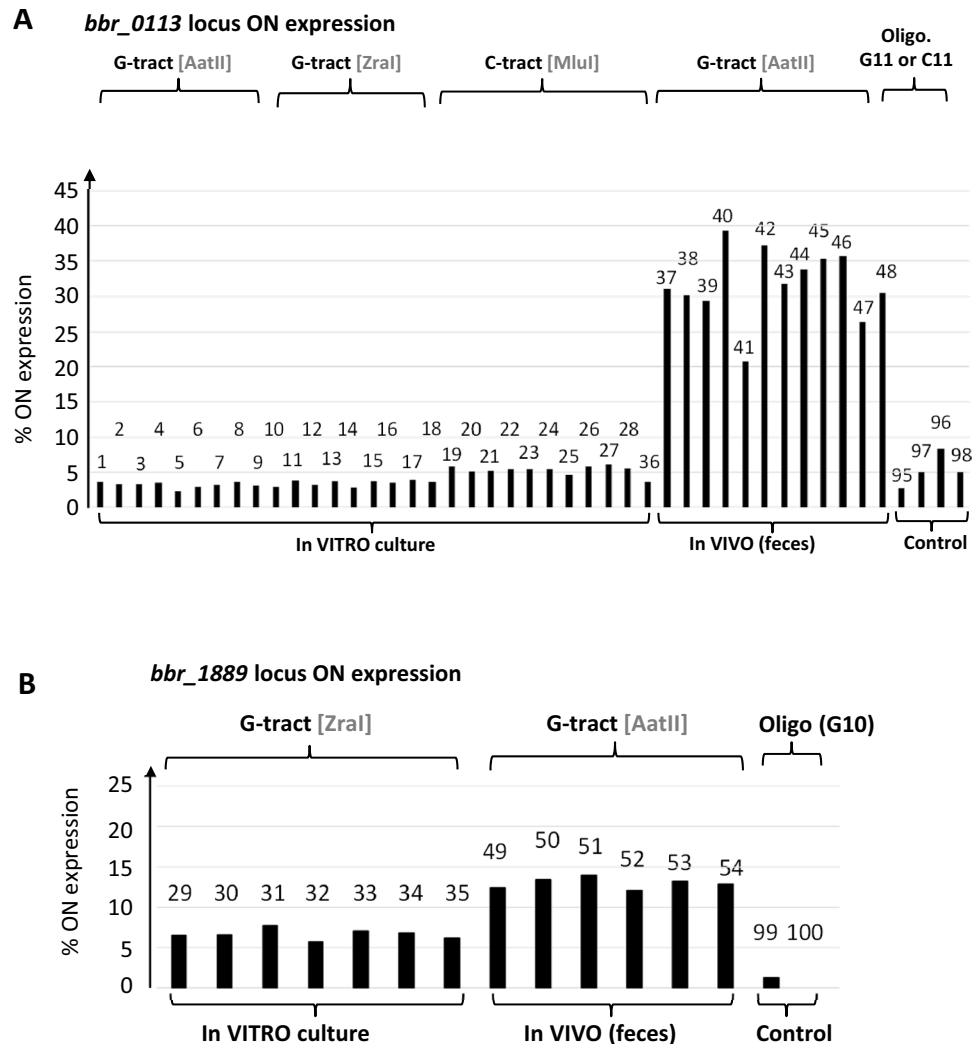 A
bbr_0113 locus ON expression
Oligo.
G11 or C11
G-tract [AatII]
G-tract [ZraI]
C-tract [MluI]
G-tract [AatII]
% ON expression
45
40
35
30
25
20
15
10
5
0
1 2 3 4 5 6 7 8 9 10 11 12 13 14 15 16 17 18 19 20 21 22 23 24 25 26 27 28 36 37 38 39 40 41 42 43 44 45 46 47 48 95 97 96 98
In VITRO culture
In VIVO (feces)
Control
B
bbr_1889 locus ON expression
G-tract [ZraI]
G-tract [AatII]
Oligo (G10)
% ON expression
25
20
15
10
5
0
29 30 31 32 33 34 35 49 50 51 52 53 54 99 100
In VITRO culture
In VIVO (feces)
Control